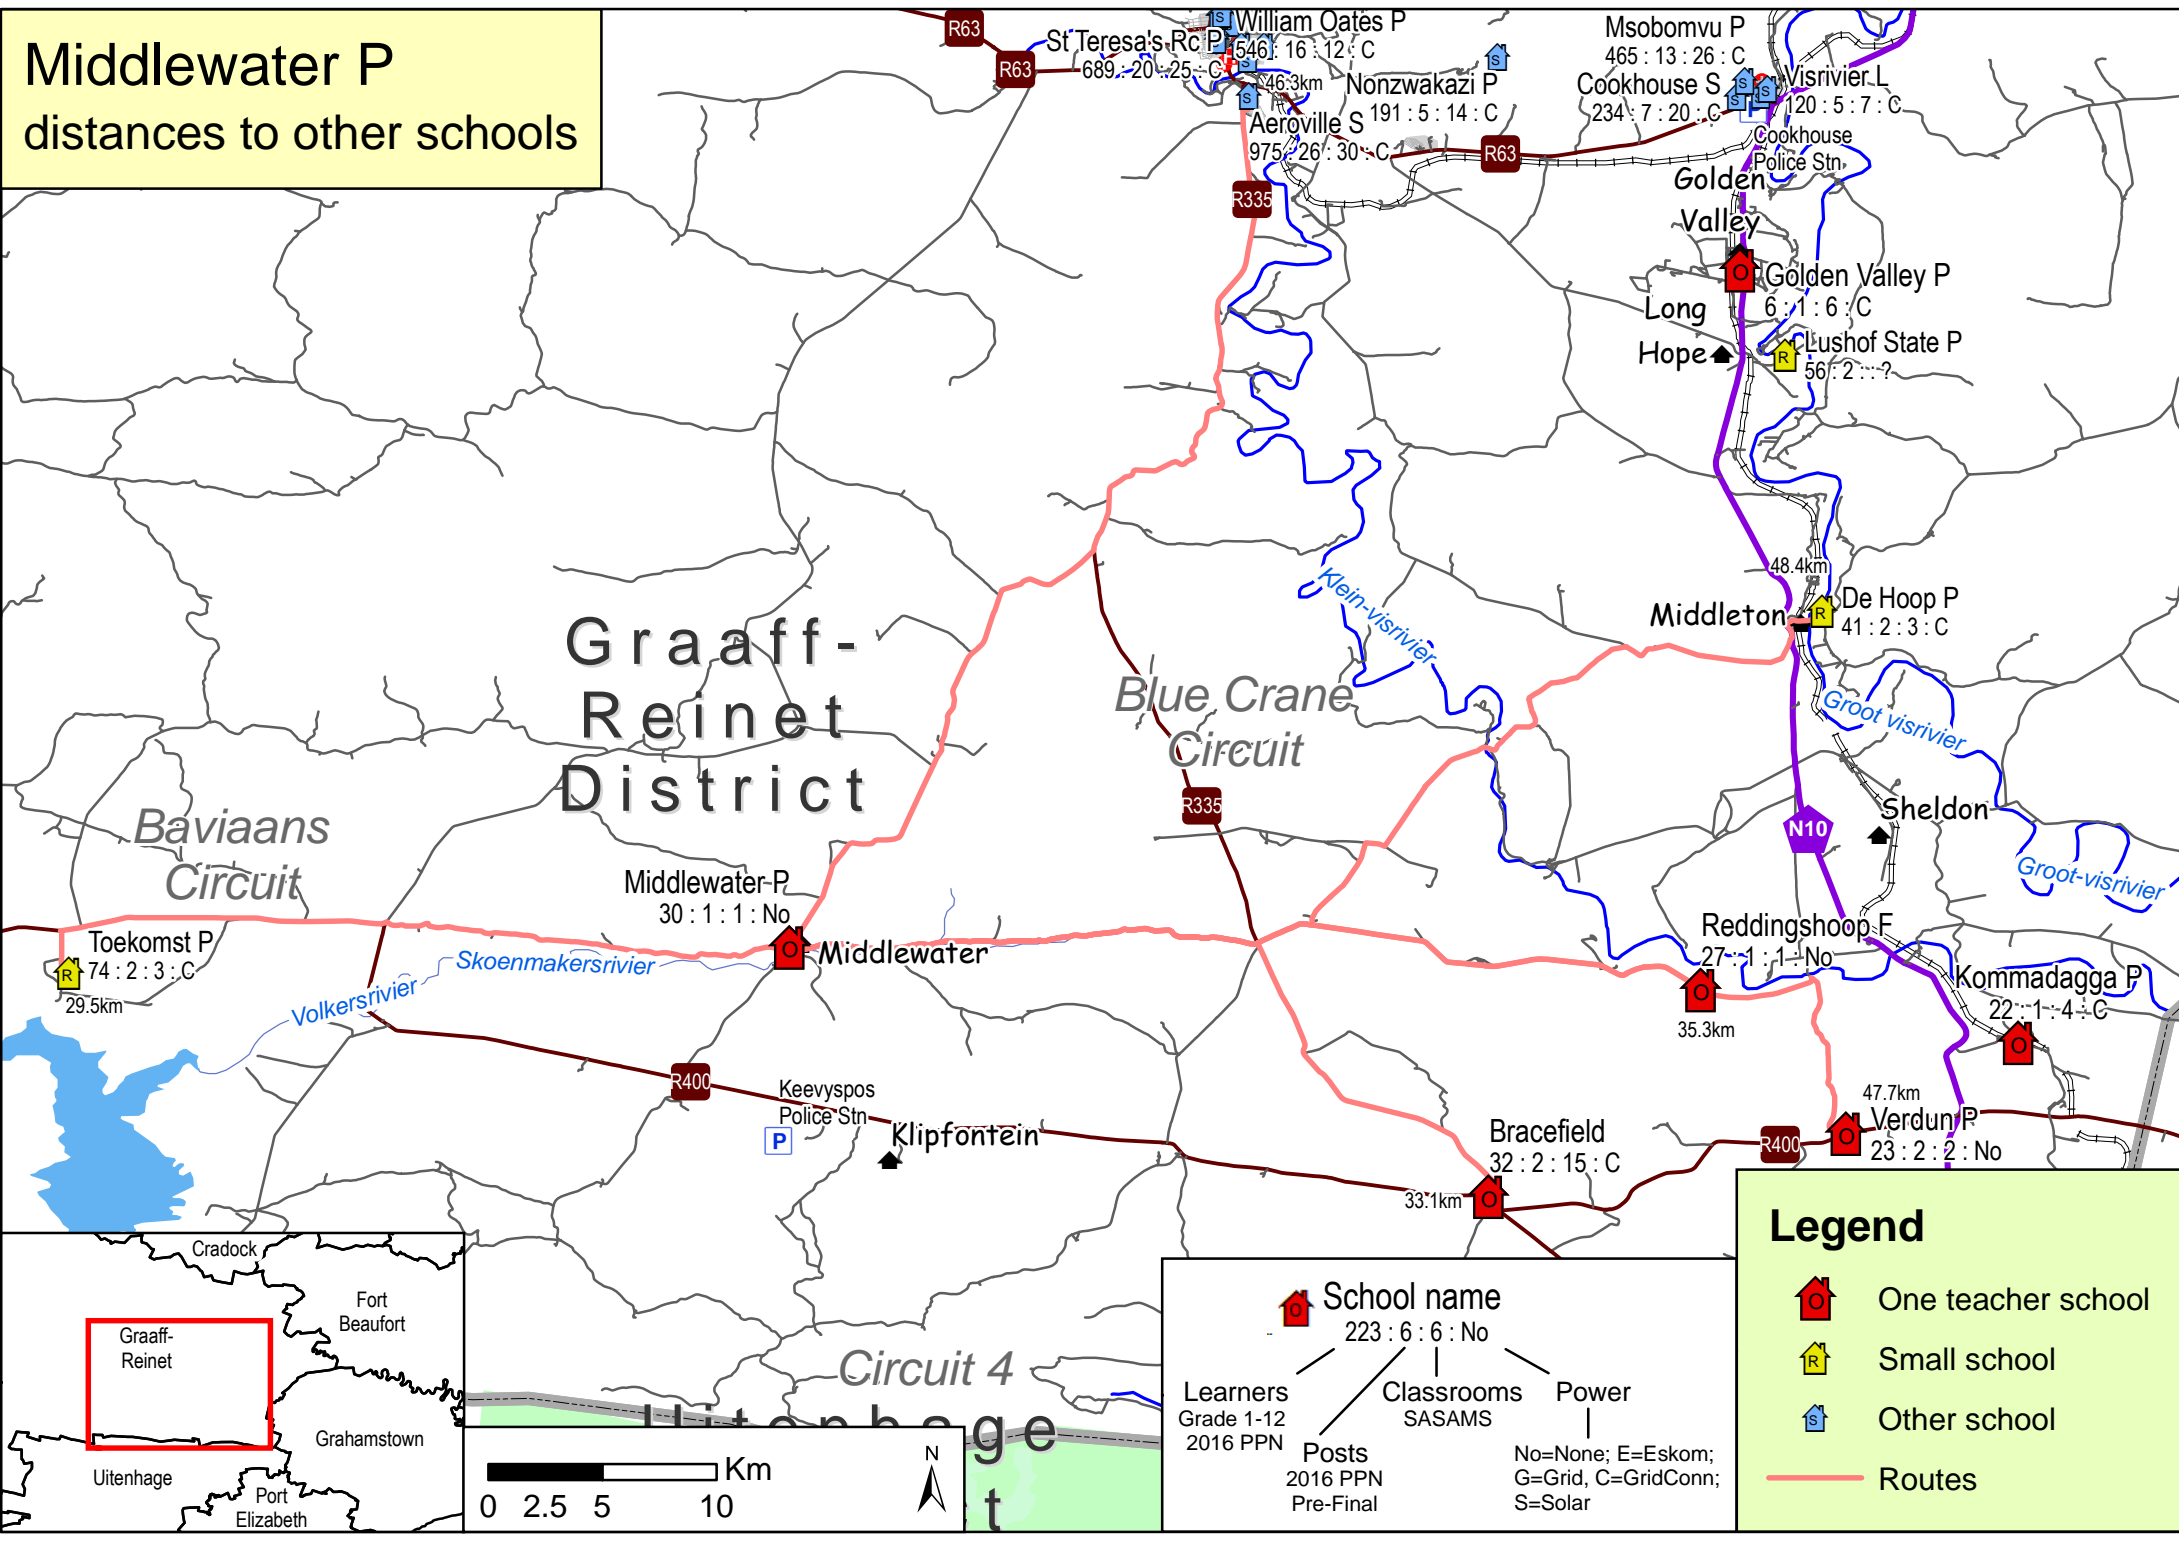 Middlewater P
distances to other schools
R63
R63
St Teresa's Rc P
689 : 20 : 25 : C
William Oates P
546 : 16 : 12 : C
46.3km
Nonzwakazi P
191 : 5 : 14 : C
Aeroville S
975 : 26 : 30 : C
R335
R63
Msobomvu P
465 : 13 : 26 : C
Cookhouse S
234 : 7 : 20 : C
Visrivier L
120 : 5 : 7 : C
Cookhouse
Police Stn
Golden
Valley
Golden Valley P
6 : 1 : 6 : C
Long
Hope
Lushof State P
56 : 2 : : ?
48.4km
Middleton
De Hoop P
41 : 2 : 3 : C
Klein-visrivier
Groot visrivier
Graaff-
Reinet
District
Blue Crane
Circuit
R335
N10
Sheldon
Groot-visrivier
Baviaans
Circuit
Middlewater P
30 : 1 : 1 : No
Middlewater
Toekomst P
74 : 2 : 3 : C
29.5km
Skoenmakersrivier
Volkersrivier
Reddingshoop F
27 : 1 : 1 : No
35.3km
Kommadagga P
22 : 1 : 4 : C
R400
Keevyspos
Police Stn
P
Klipfontein
Bracefield
32 : 2 : 15 : C
33.1km
R400
47.7km
Verdun P
23 : 2 : 2 : No
Circuit 4
Cradock
Fort
Beaufort
Graaff-
Reinet
Grahamstown
Uitenhage
Port
Elizabeth
Km
0 2.5 5 10
N
School name
223 : 6 : 6 : No
Learners
Grade 1-12
2016 PPN
Posts
2016 PPN
Pre-Final
Classrooms
SASAMS
Power
No=None; E=Eskom;
G=Grid, C=GridConn;
S=Solar
Legend
O One teacher school
R Small school
S Other school
Routes